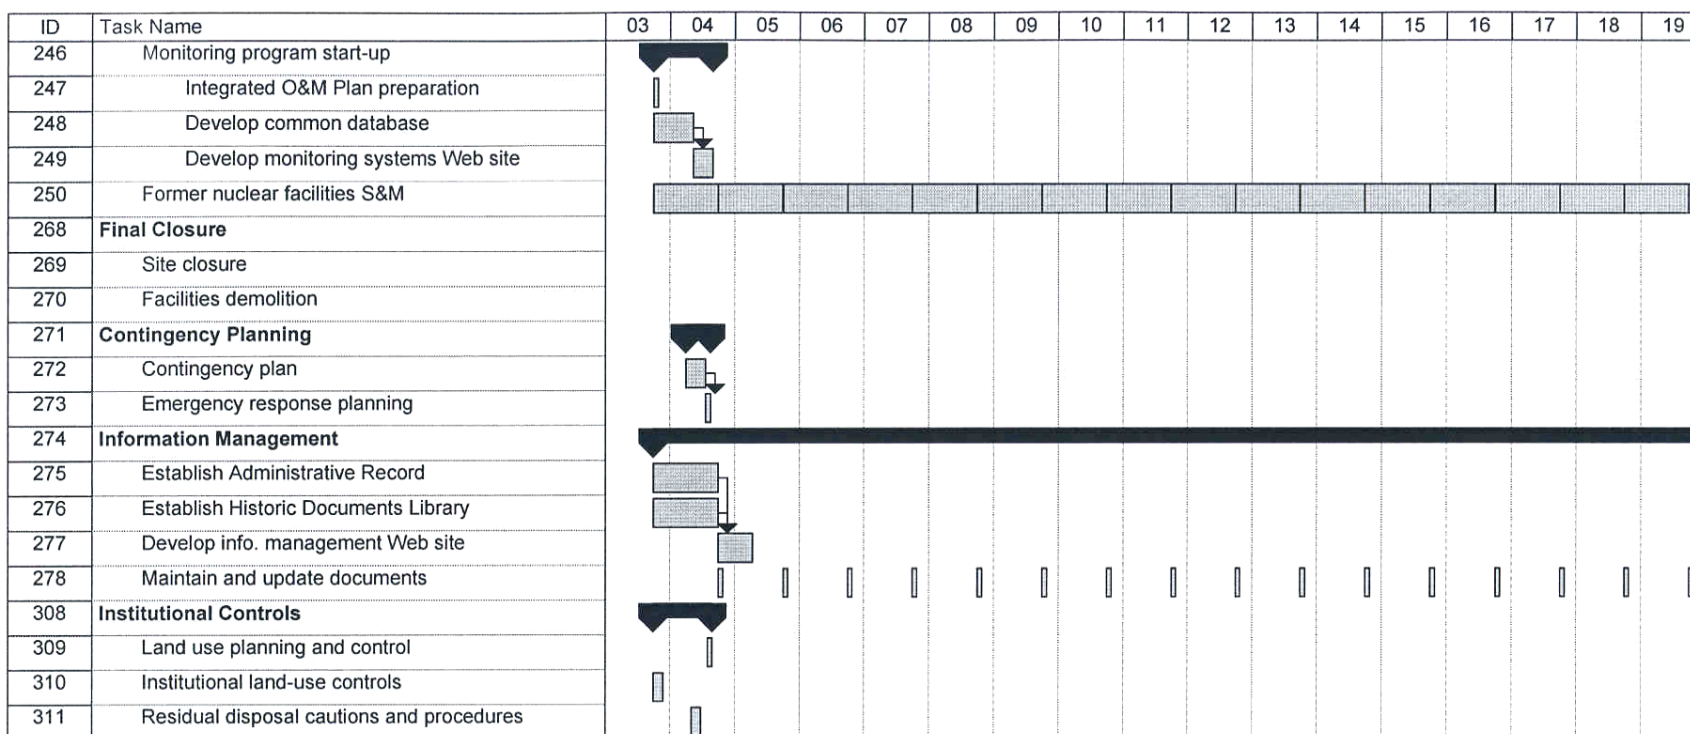 ID Task Name 03 04 05 06 07 08 09 10 11 12 13 14 15 16 17 18 19
246 Monitoring program start-up
247 Integrated O&M Plan preparation
248 Develop common database
249 Develop monitoring systems Web site
250 Former nuclear facilities S&M
268 Final Closure
269 Site closure
270 Facilities demolition
271 Contingency Planning
272 Contingency plan
273 Emergency response planning
274 Information Management
275 Establish Administrative Record
276 Establish Historic Documents Library
277 Develop info. management Web site
278 Maintain and update documents
308 Institutional Controls
309 Land use planning and control
310 Institutional land-use controls
311 Residual disposal cautions and procedures